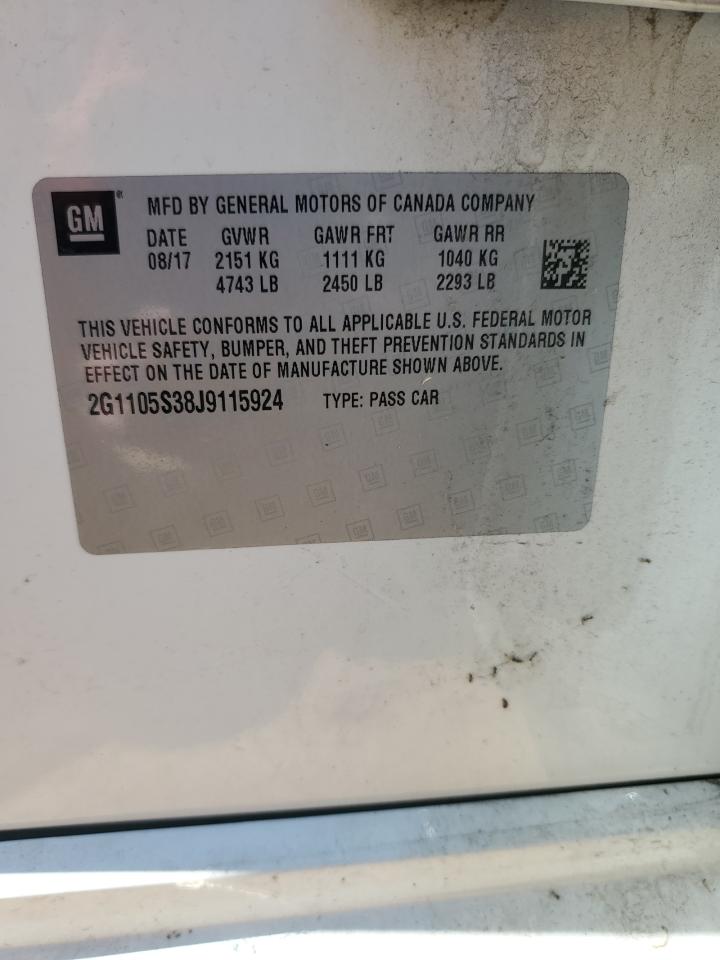 GM MFD BY GENERAL MOTORS OF CANADA COMPANY
DATE GVWR GAWR FRT GAWR RR
08/17 2151 KG 1111 KG 1040 KG
4743 LB 2450 LB 2293 LB
THIS VEHICLE CONFORMS TO ALL APPLICABLE U.S. FEDERAL MOTOR
VEHICLE SAFETY, BUMPER, AND THEFT PREVENTION STANDARDS IN
EFFECT ON THE DATE OF MANUFACTURE SHOWN ABOVE.
2G1105S38J9115924 TYPE: PASS CAR